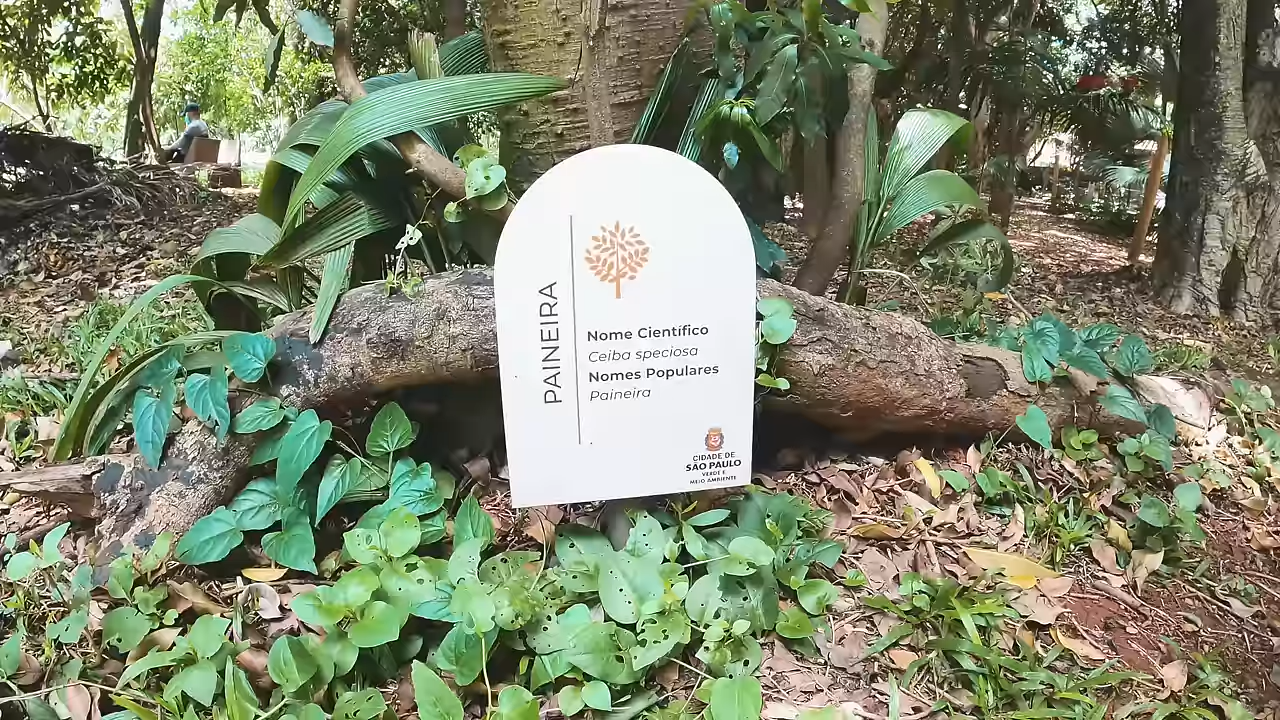 PAINEIRA
Nome Científico
Ceiba speciosa
Nomes Populares
Paineira
CIDADE DE
SÃO PAULO
VERDE E
MEIO AMBIENTE